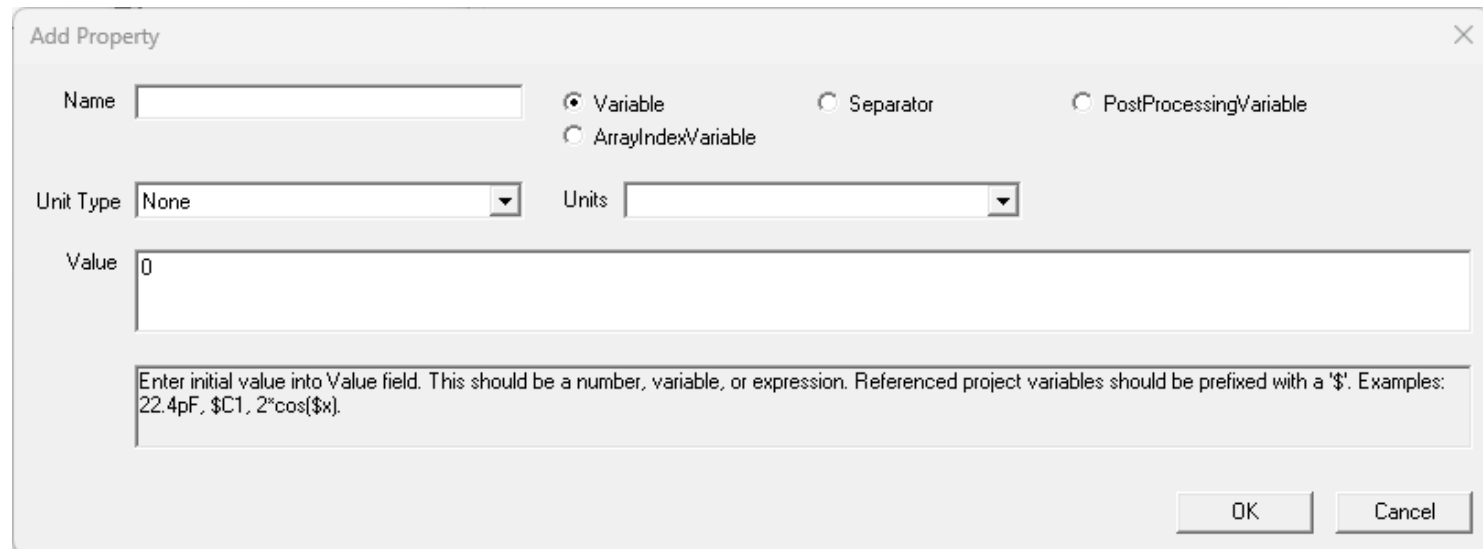 Add Property
Name
Variable
Separator
PostProcessingVariable
ArrayIndexVariable
Unit Type
None
Units
Value
0
Enter initial value into Value field. This should be a number, variable, or expression. Referenced project variables should be prefixed with a '$'. Examples:
22.4pF, $C1, 2*cos($x).
OK
Cancel